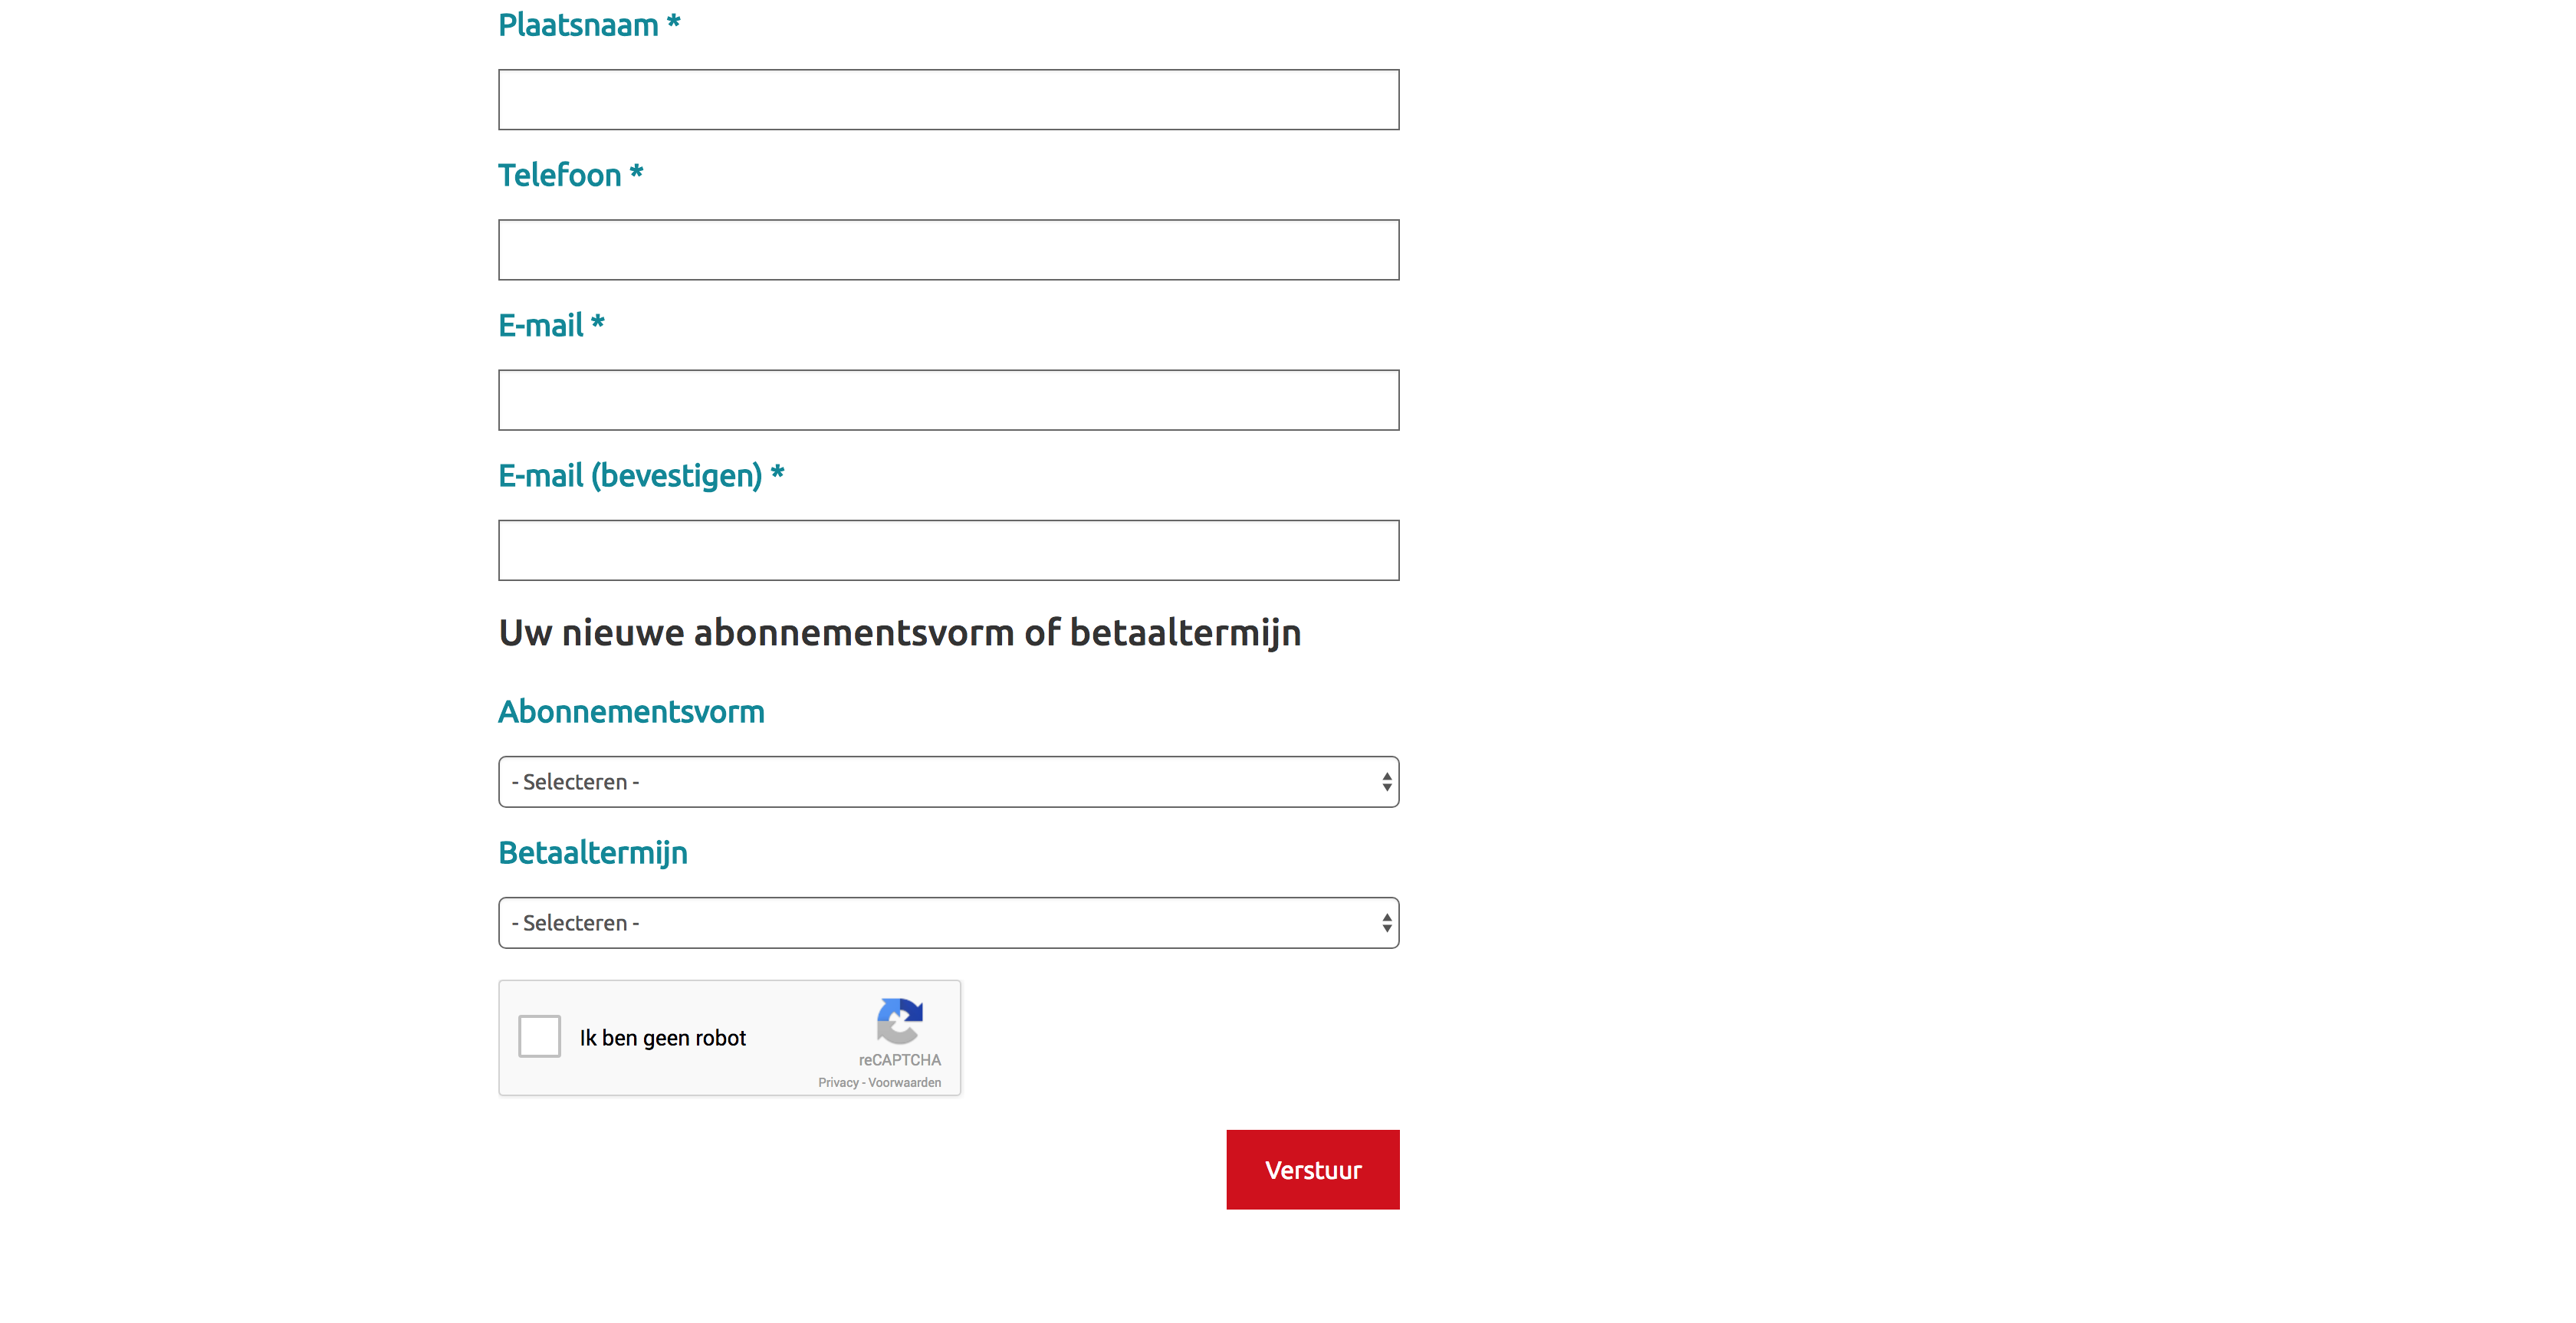 Plaatsnaam *
Telefoon *
E-mail *
E-mail (bevestigen) *
Uw nieuwe abonnementsvorm of betaaltermijn
Abonnementsvorm
- Selecteren -
Betaaltermijn
- Selecteren -
Ik ben geen robot
reCAPTCHA
Privacy - Voorwaarden
Verstuur